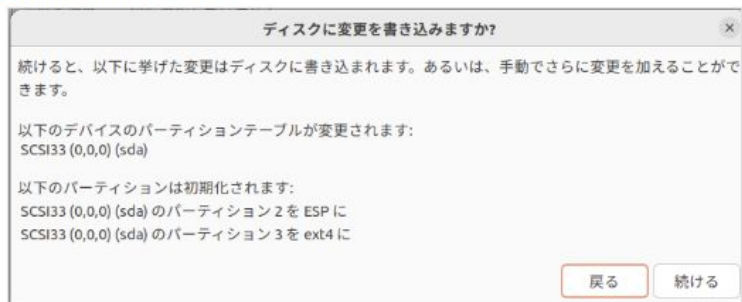 ディスクに変更を書き込みますか?
続けると、以下に挙げた変更はディスクに書き込まれます。あるいは、手動でさらに変更を加えることがで
きます。
以下のデバイスのパーティションテーブルが変更されます:
SCSI33 (0,0,0) (sda)
以下のパーティションは初期化されます:
SCSI33 (0,0,0) (sda) のパーティション 2 を ESP に
SCSI33 (0,0,0) (sda) のパーティション 3 を ext4 に
戻る 続ける